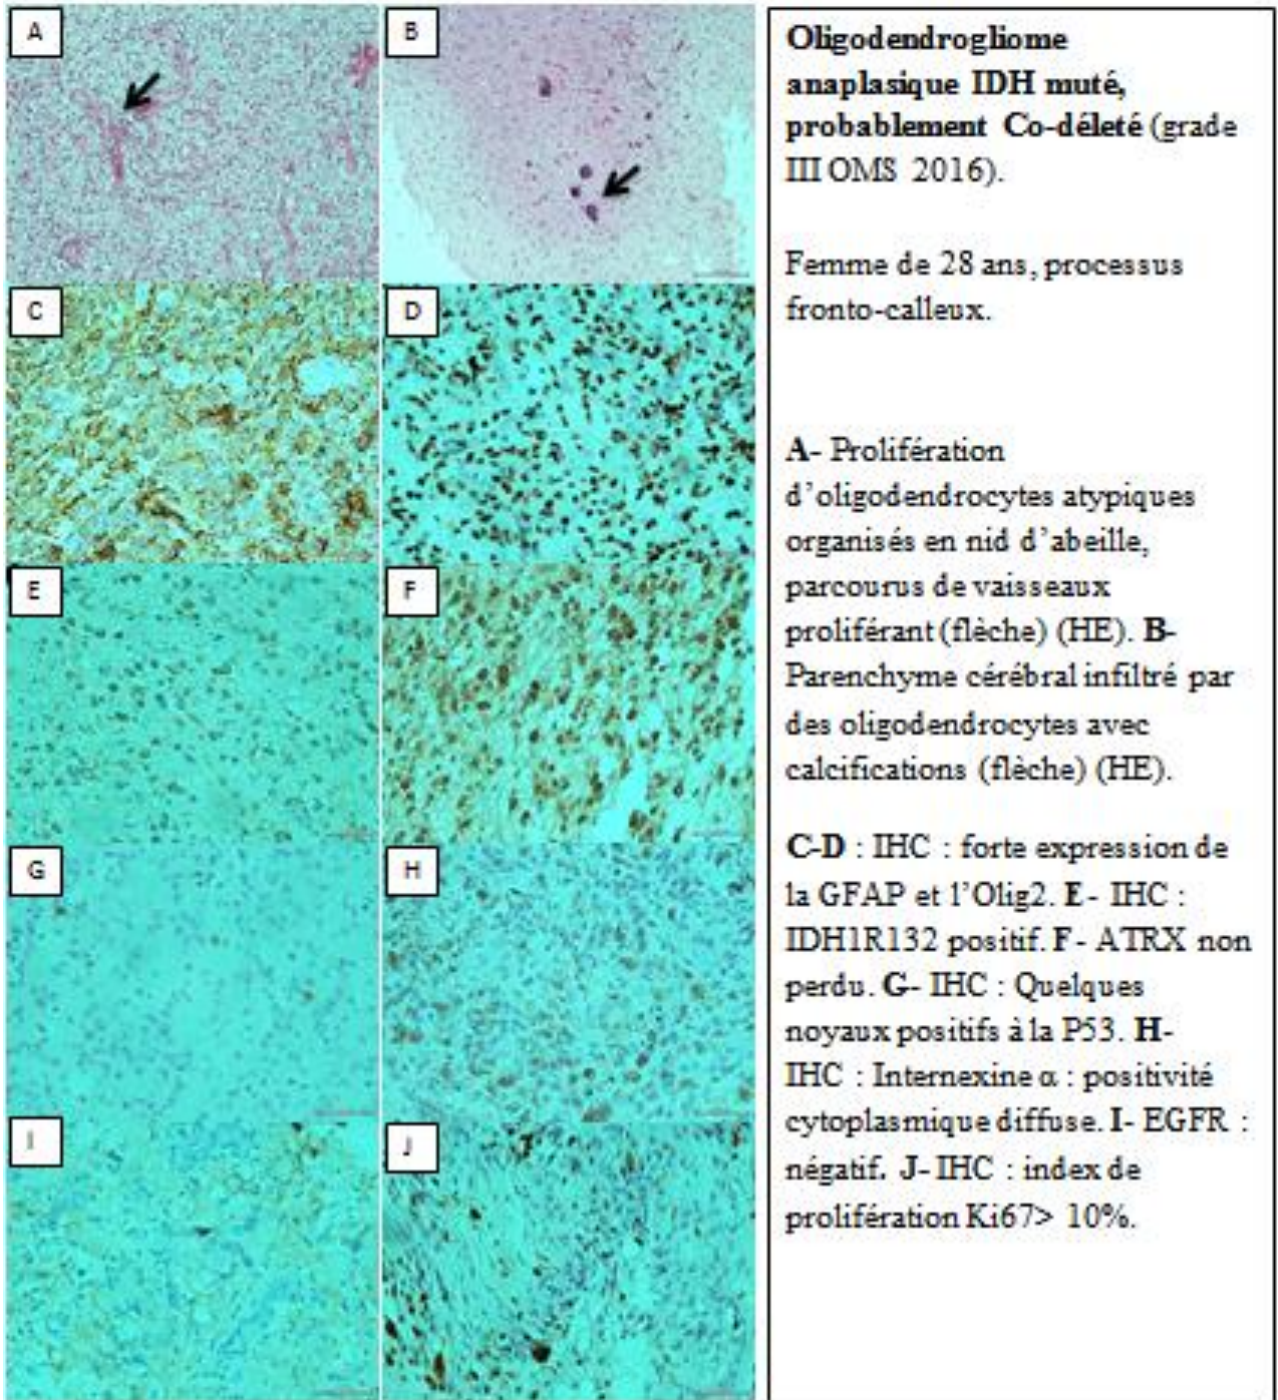 A
B
C
D
E
F
G
H
I
J
Oligodendrogliome
anaplasique IDH muté,
probablement Co-déleté (grade
III OMS 2016).
Femme de 28 ans, processus
fronto-calleux.
A- Prolifération
d’oligodendrocytes atypiques
organisés en nid d’abeille,
parcourus de vaisseaux
proliférant (flèche) (HE). B-
Parenchyme cérébral infiltré par
des oligodendrocytes avec
calcifications (flèche) (HE).
C-D : IHC : forte expression de
la GFAP et l’Olig2. E- IHC :
IDH1R132 positif. F- ATRX non
perdu. G- IHC : Quelques
noyaux positifs à la P53. H-
IHC : Internexine α : positivité
cytoplasmique diffuse. I- EGFR :
négatif. J- IHC : index de
prolifération Ki67> 10%.